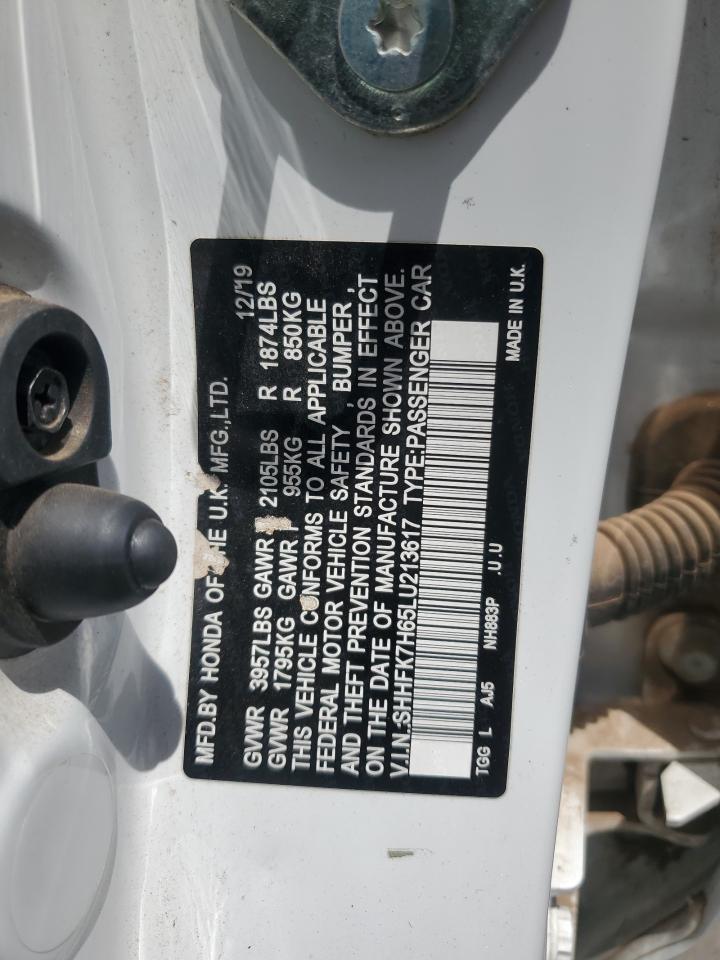 MFD.BY HONDA OF THE U.K. MFG.,LTD. 12/19
GVWR 3957LBS GAWR 2105LBS R 1874LBS
GVWR 1795KG GAWR 955KG R 850KG
THIS VEHICLE CONFORMS TO ALL APPLICABLE
FEDERAL MOTOR VEHICLE SAFETY , BUMPER ,
AND THEFT PREVENTION STANDARDS IN EFFECT
ON THE DATE OF MANUFACTURE SHOWN ABOVE.
V.I.N.:SHHFK7H65LU213617 TYPE:PASSENGER CAR
TGG L AJ5 NH883P .U.U MADE IN U.K.